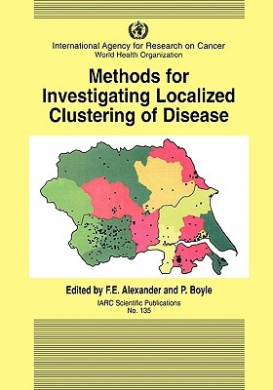 International Agency for Research on Cancer
World Health Organization
Methods for
Investigating Localized
Clustering of Disease
Edited by F.E. Alexander and P. Boyle
IARC Scientific Publications
No. 135